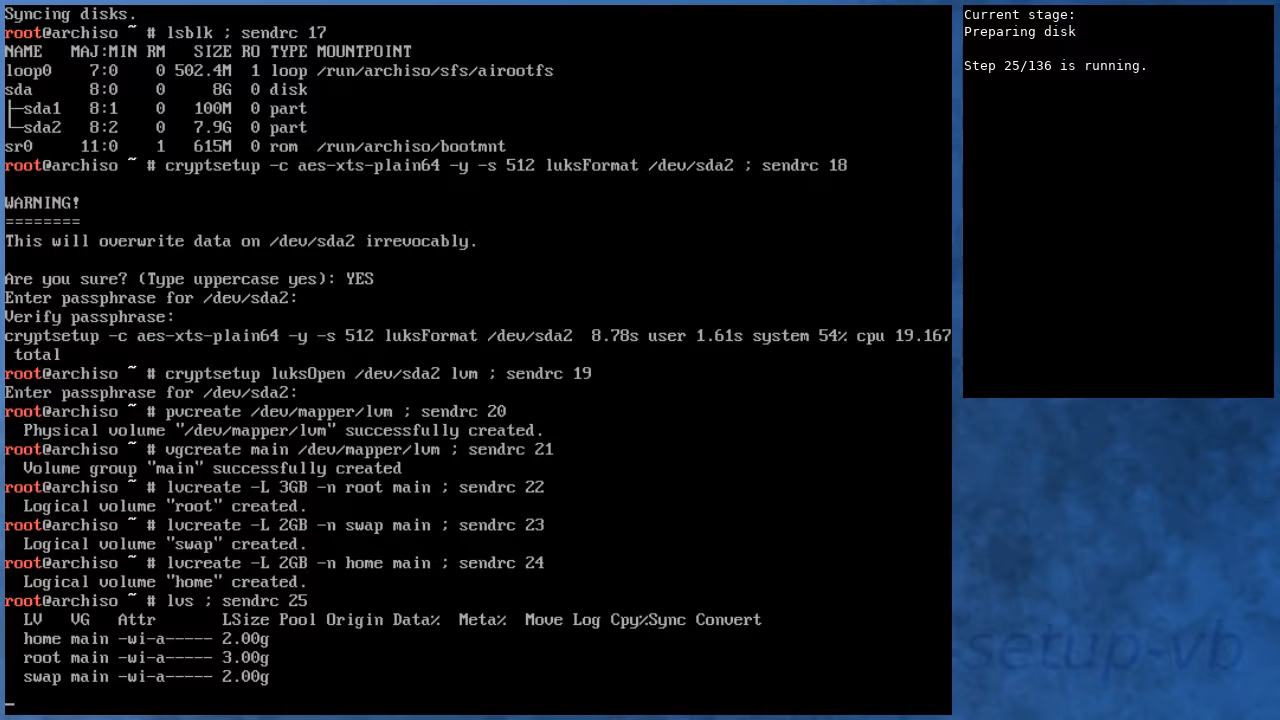 Syncing disks.
root@archiso ~ # lsblk ; sendrc 17
NAME   MAJ:MIN RM   SIZE RO TYPE MOUNTPOINT
loop0    7:0    0 502.4M  1 loop /run/archiso/sfs/airootfs
sda      8:0    0     8G  0 disk
├─sda1   8:1    0   100M  0 part
└─sda2   8:2    0   7.9G  0 part
sr0     11:0    1   615M  0 rom  /run/archiso/bootmnt
root@archiso ~ # cryptsetup -c aes-xts-plain64 -y -s 512 luksFormat /dev/sda2 ; sendrc 18
WARNING!
========
This will overwrite data on /dev/sda2 irrevocably.
Are you sure? (Type uppercase yes): YES
Enter passphrase for /dev/sda2:
Verify passphrase:
cryptsetup -c aes-xts-plain64 -y -s 512 luksFormat /dev/sda2  8.78s user 1.61s system 54% cpu 19.167
 total
root@archiso ~ # cryptsetup luksOpen /dev/sda2 lvm ; sendrc 19
Enter passphrase for /dev/sda2:
root@archiso ~ # pvcreate /dev/mapper/lvm ; sendrc 20
  Physical volume "/dev/mapper/lvm" successfully created.
root@archiso ~ # vgcreate main /dev/mapper/lvm ; sendrc 21
  Volume group "main" successfully created
root@archiso ~ # lvcreate -L 3GB -n root main ; sendrc 22
  Logical volume "root" created.
root@archiso ~ # lvcreate -L 2GB -n swap main ; sendrc 23
  Logical volume "swap" created.
root@archiso ~ # lvcreate -L 2GB -n home main ; sendrc 24
  Logical volume "home" created.
root@archiso ~ # lvs ; sendrc 25
  LV   VG   Attr       LSize Pool Origin Data%  Meta%  Move Log Cpy%Sync Convert
  home main -wi-a----- 2.00g
  root main -wi-a----- 3.00g
  swap main -wi-a----- 2.00g
_
Current stage:
Preparing disk
Step 25/136 is running.
setup-vb